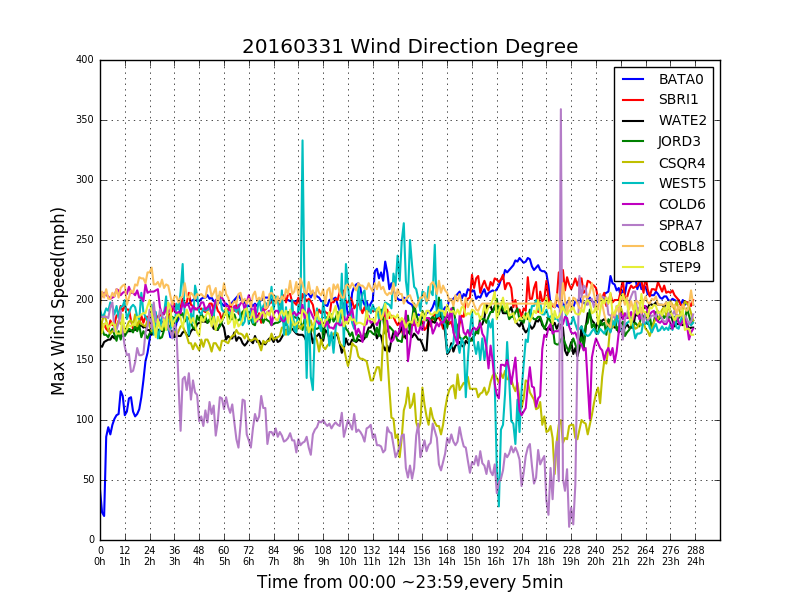 20160331 Wind Direction Degree
400
350
300
250
200
150
100
50
0
Max Wind Speed(mph)
BATA0
SBRI1
WATE2
JORD3
CSQR4
WEST5
COLD6
SPRA7
COBL8
STEP9
0 12 24 36 48 60 72 84 96 108 120 132 144 156 168 180 192 204 216 228 240 252 264 276 288
0h 1h 2h 3h 4h 5h 6h 7h 8h 9h 10h 11h 12h 13h 14h 15h 16h 17h 18h 19h 20h 21h 22h 23h 24h
Time from 00:00 ~23:59,every 5min